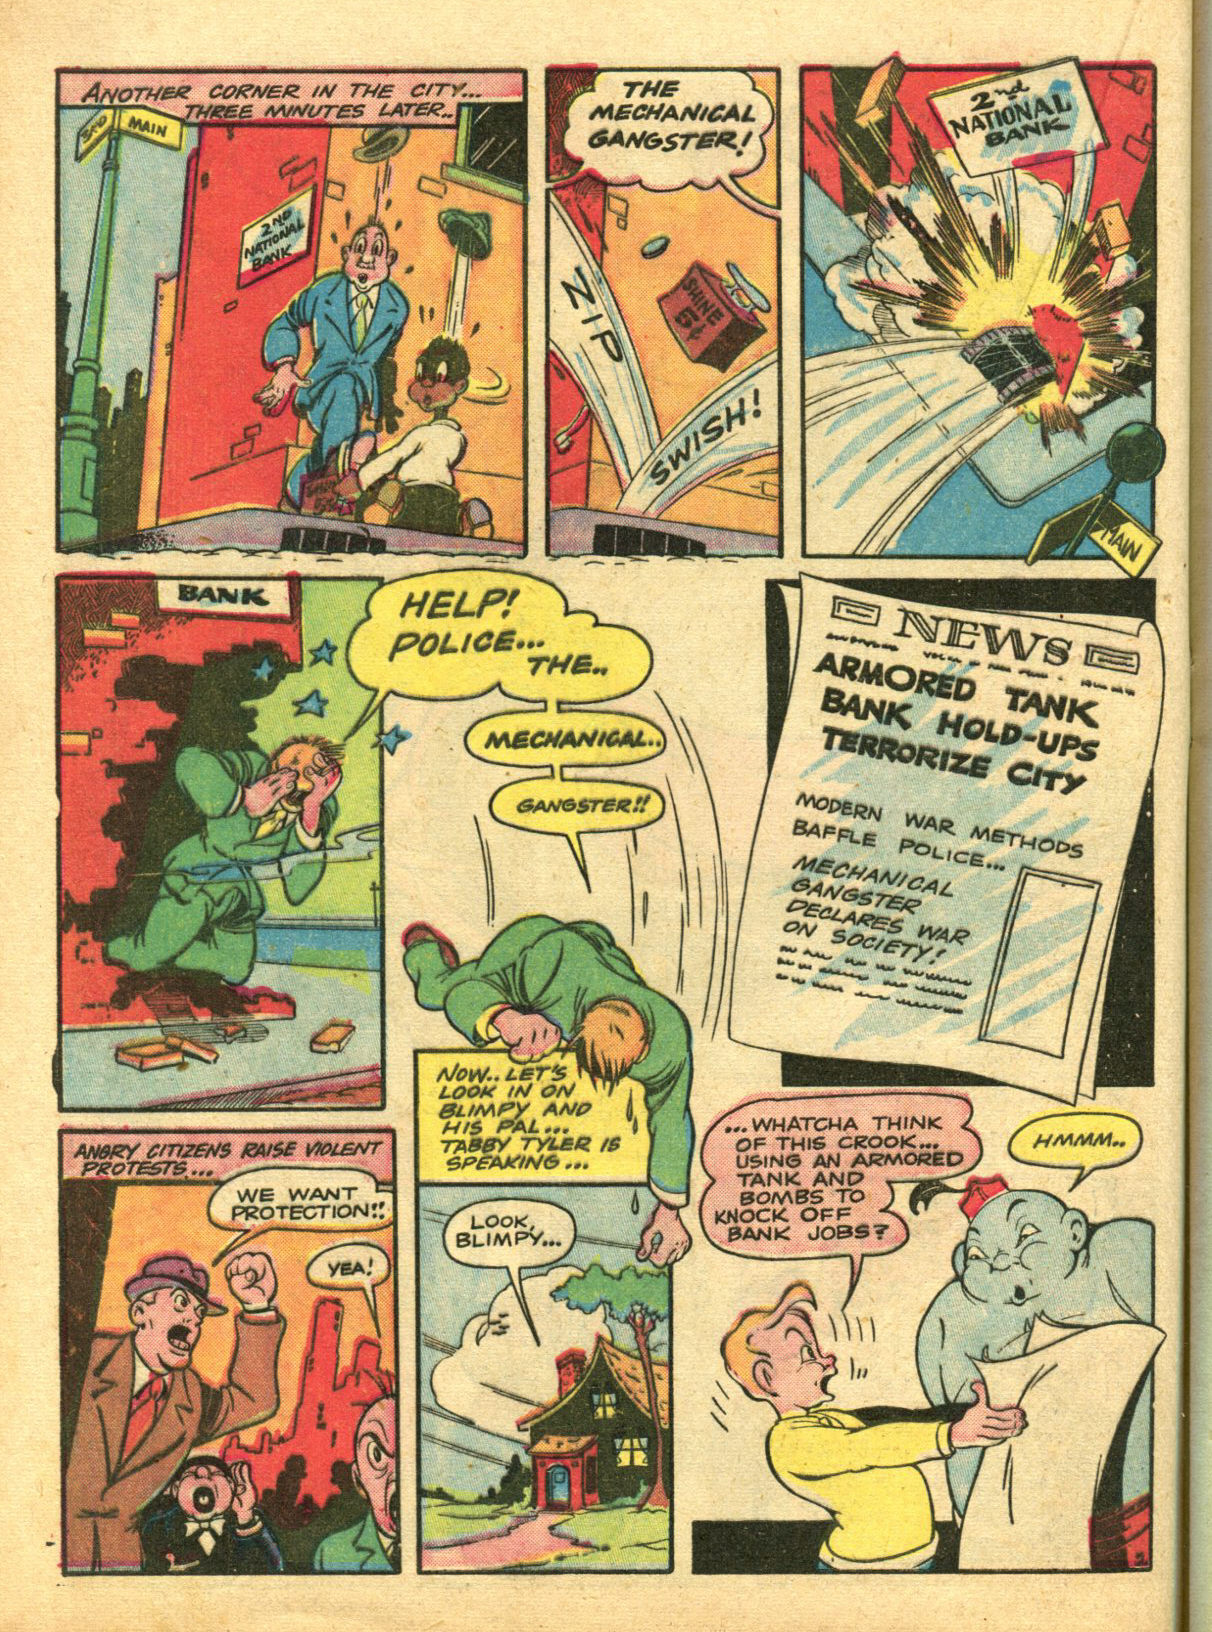 ANOTHER CORNER IN THE CITY...
THREE MINUTES LATER..
3RD
MAIN
2ND
NATIONAL
BANK
SHINE
5¢
THE
MECHANICAL
GANGSTER!
ZIP
SHINE
5¢
SWISH!
2nd
NATIONAL
BANK
MAIN
BANK
HELP!
POLICE...
THE..
MECHANICAL..
GANGSTER!!
NEWS
ARMORED TANK
BANK HOLD-UPS
TERRORIZE CITY
MODERN WAR METHODS
BAFFLE POLICE...
MECHANICAL
GANGSTER
DECLARES WAR
ON SOCIETY!
ANGRY CITIZENS RAISE VIOLENT
PROTESTS...
WE WANT
PROTECTION!!
YEA!
NOW.. LET'S
LOOK IN ON
BLIMPY AND
HIS PAL...
TABBY TYLER IS
SPEAKING...
LOOK,
BLIMPY...
...WHATCHA THINK
OF THIS CROOK...
USING AN ARMORED
TANK AND
BOMBS TO
KNOCK OFF
BANK JOBS?
HMMM..